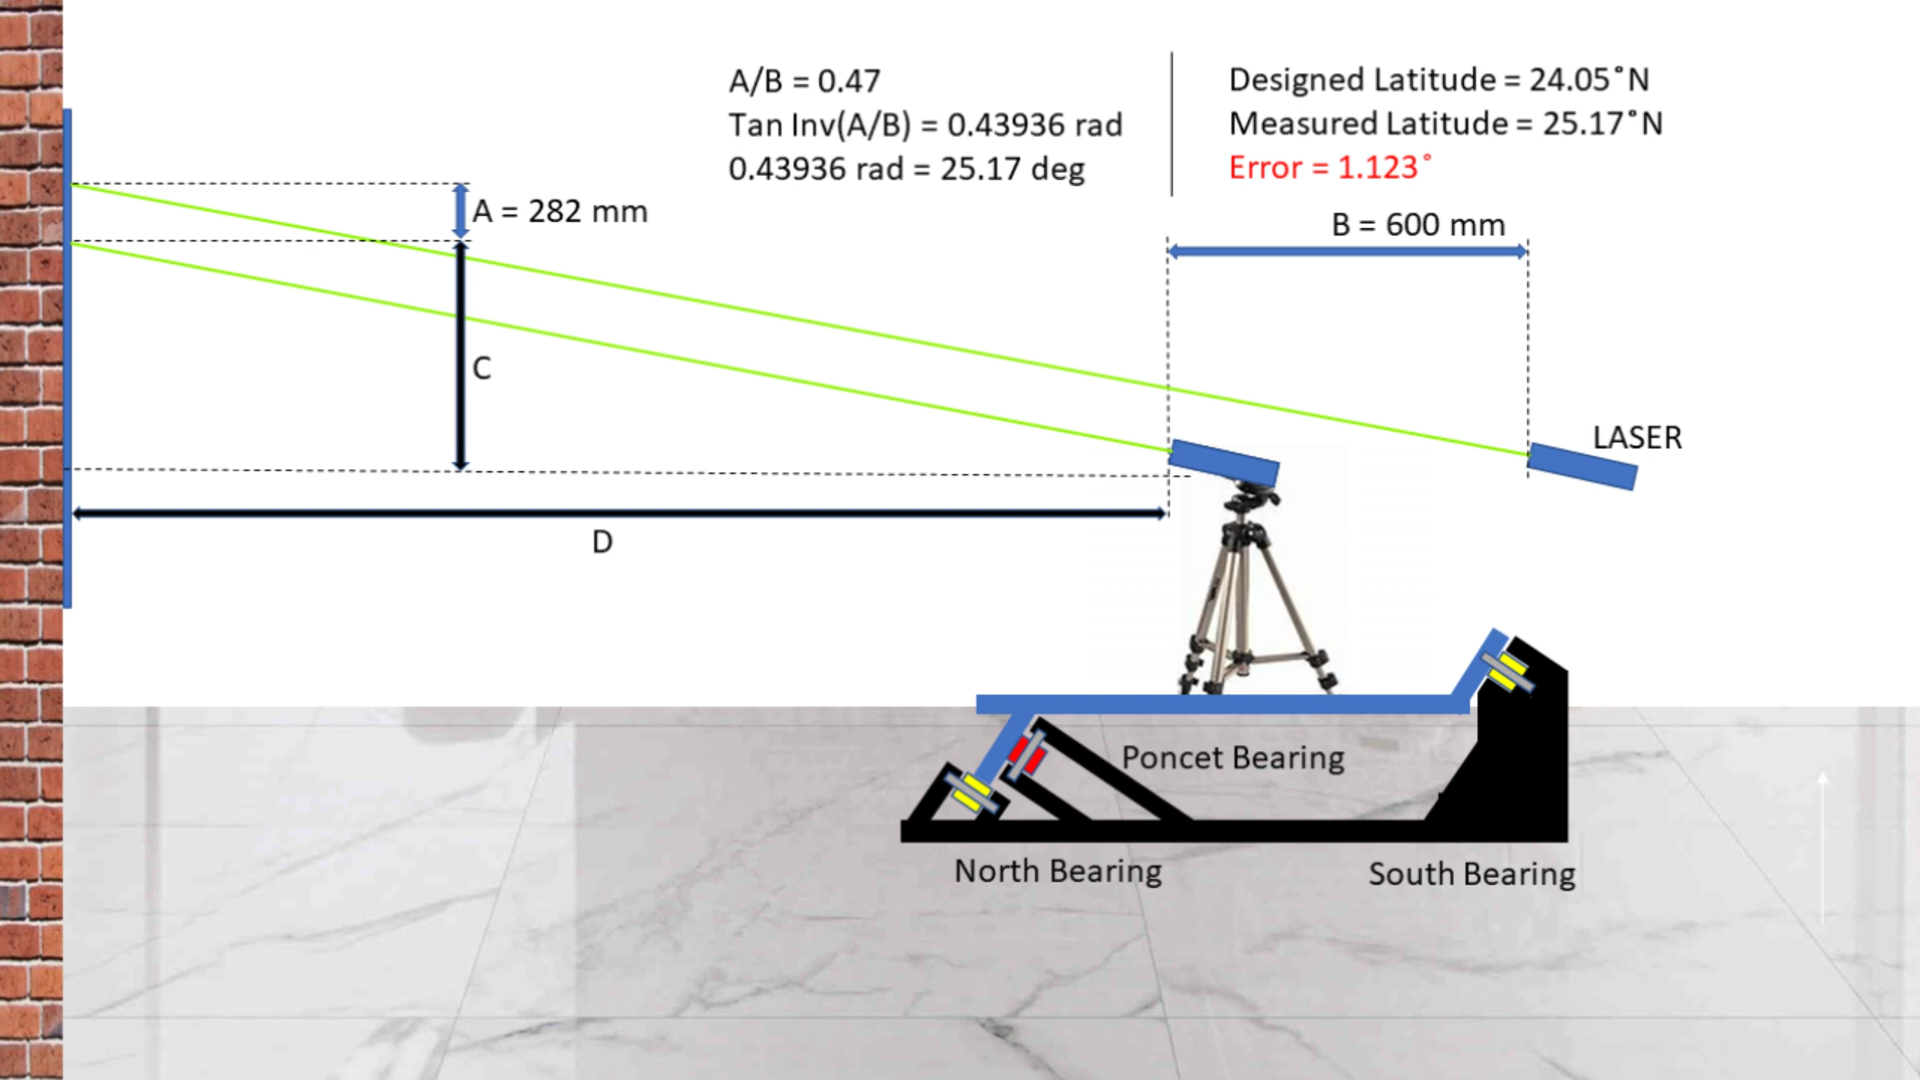 A/B = 0.47
Tan Inv(A/B) = 0.43936 rad
0.43936 rad = 25.17 deg
Designed Latitude = 24.05˚N
Measured Latitude = 25.17˚N
Error = 1.123˚
A = 282 mm
B = 600 mm
C
LASER
D
Poncet Bearing
North Bearing
South Bearing